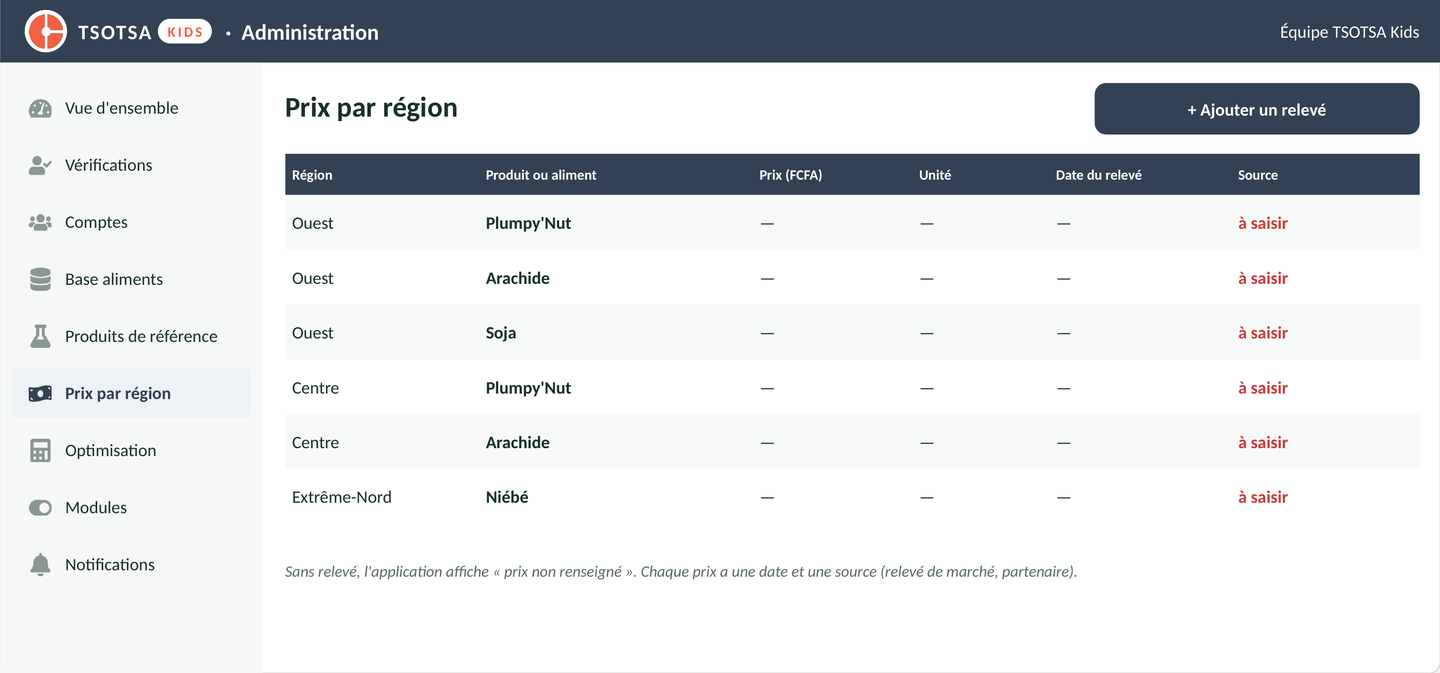 TSOTSA KIDS · Administration
Équipe TSOTSA Kids
Vue d'ensemble
Vérifications
Comptes
Base aliments
Produits de référence
Prix par région
Optimisation
Modules
Notifications
Prix par région
+ Ajouter un relevé
Région Produit ou aliment Prix (FCFA) Unité Date du relevé Source
Ouest Plumpy'Nut — — — à saisir
Ouest Arachide — — — à saisir
Ouest Soja — — — à saisir
Centre Plumpy'Nut — — — à saisir
Centre Arachide — — — à saisir
Extrême-Nord Niébé — — — à saisir
Sans relevé, l'application affiche « prix non renseigné ». Chaque prix a une date et une source (relevé de marché, partenaire).